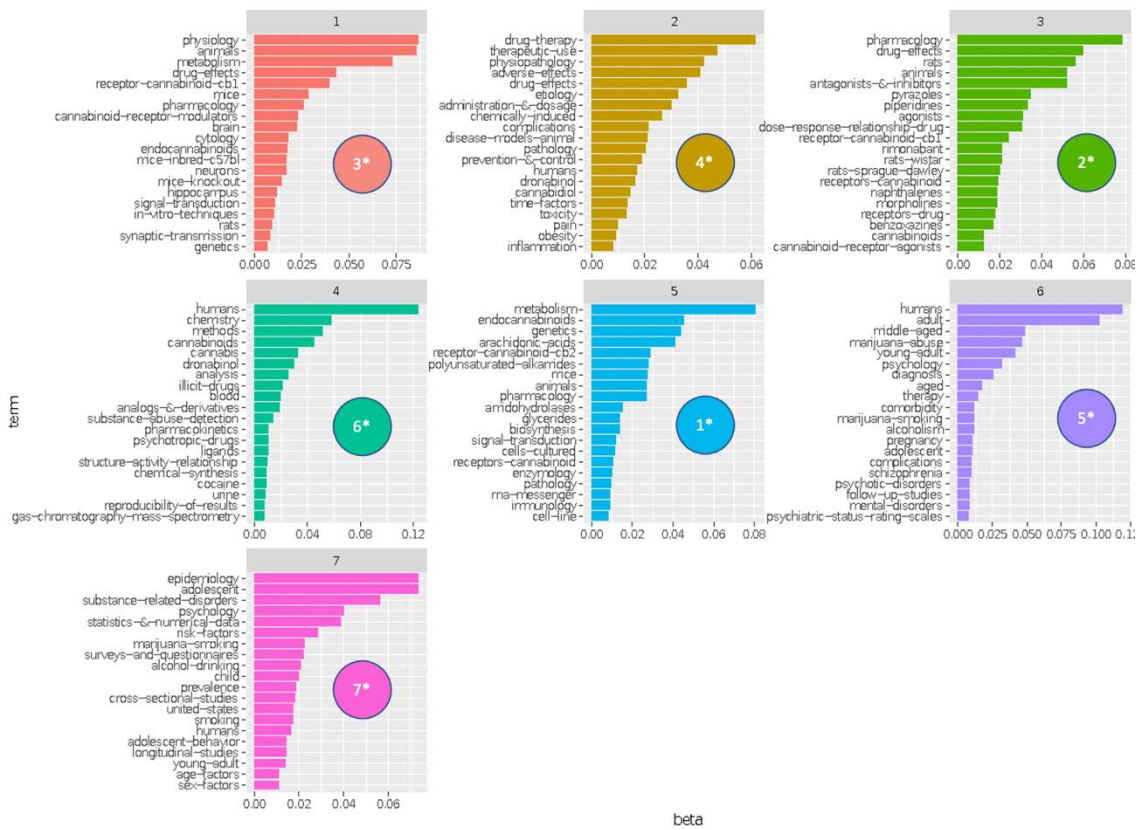 1
physiology
animals
metabolism
drug-effects
receptor-cannabinoid-cb1
mice
pharmacology
cannabinoid-receptor-modulators
brain
cytology
endocannabinoids
mice-inbred-c57bl
neurons
mice-knockout
hippocampus
signal-transduction
in-vitro-techniques
rats
synaptic-transmission
genetics
3*
0.000 0.025 0.050 0.075
2
drug-therapy
therapeutic-use
physiopathology
adverse-effects
drug-effects
etiology
administration-&-dosage
chemically-induced
complications
disease-models-animal
pathology
prevention-&-control
humans
dronabinol
cannabidiol
time-factors
toxicity
pain
obesity
inflammation
4*
0.00 0.02 0.04 0.06
3
pharmacology
drug-effects
rats
animals
antagonists-&-inhibitors
pyrazoles
piperidines
agonists
dose-response-relationship-drug
receptor-cannabinoid-cb1
rimonabant
rats-wistar
rats-sprague-dawley
receptors-cannabinoid
naphthalenes
morpholines
receptors-drug
benzoxazines
cannabinoids
cannabinoid-receptor-agonists
2*
0.00 0.02 0.04 0.06 0.08
4
humans
chemistry
methods
cannabinoids
cannabis
dronabinol
analysis
illicit-drugs
blood
analogs-&-derivatives
substance-abuse-detection
pharmacokinetics
psychotropic-drugs
ligands
structure-activity-relationship
chemical-synthesis
cocaine
urine
reproducibility-of-results
gas-chromatography-mass-spectrometry
6*
0.00 0.04 0.08 0.12
5
metabolism
endocannabinoids
genetics
arachidonic-acids
receptor-cannabinoid-cb2
polyunsaturated-alkamides
mice
animals
pharmacology
amidohydrolases
glycerides
biosynthesis
signal-transduction
cells-cultured
receptors-cannabinoid
enzymology
pathology
rna-messenger
immunology
cell-line
1*
0.00 0.02 0.04 0.06 0.08
6
humans
adult
middle-aged
marijuana-abuse
young-adult
psychology
diagnosis
aged
therapy
comorbidity
marijuana-smoking
alcoholism
pregnancy
adolescent
complications
schizophrenia
psychotic-disorders
follow-up-studies
mental-disorders
psychiatric-status-rating-scales
5*
0.000 0.025 0.050 0.075 0.100 0.12
7
epidemiology
adolescent
substance-related-disorders
psychology
statistics-&-numerical-data
risk-factors
marijuana-smoking
surveys-and-questionnaires
alcohol-drinking
child
prevalence
cross-sectional-studies
united-states
smoking
humans
adolescent-behavior
longitudinal-studies
young-adult
age-factors
sex-factors
7*
0.00 0.02 0.04 0.06
term
beta